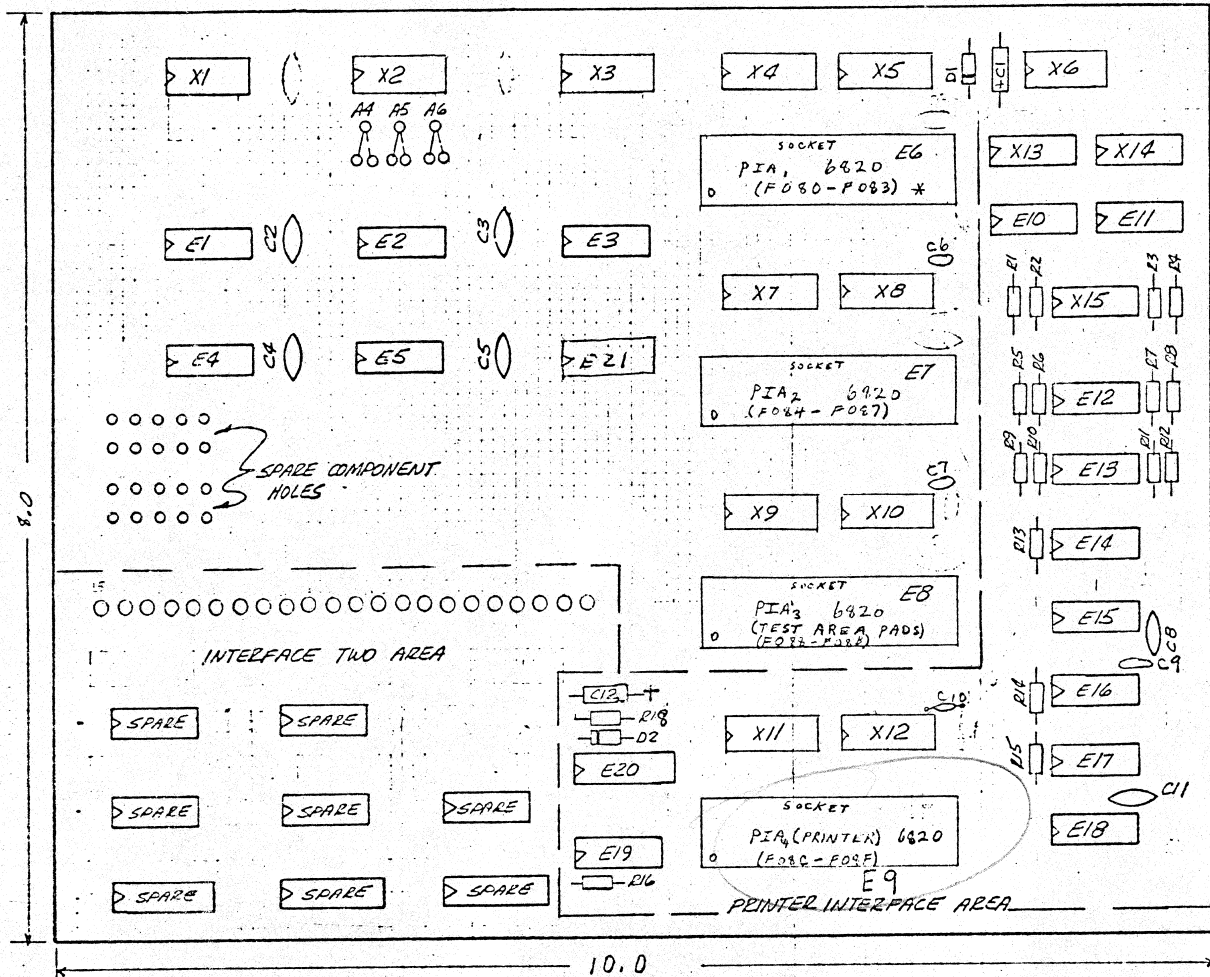 X1
X2
X3
X4
X5
D1
+C1
X6
A4 A5 A6
SOCKET E6
PIA1 6820
(F080-F083) *
X13
X14
E1
C2
E2
C3
E3
E10
E11
C6
X7
X8
R1
R2
X15
R3
R4
E4
C4
E5
C5
E21
SOCKET E7
PIA2 6820
(F084-F087)
R5
R6
E12
R7
R8
SPARE COMPONENT
HOLES
R9
R10
E13
R11
R12
C7
X9
X10
R13
E14
8.0
15
SOCKET E8
PIA3 6820
(TEST AREA PADS)
E15
C8
C9
INTERFACE TWO AREA
C12 +
R18
D2
C10
R14
E16
SPARE
SPARE
X11
X12
E20
R15
E17
SPARE
SPARE
SPARE
SOCKET
PIA4 (PRINTER) 6820
(F08C-F08F)
E9
C11
E18
E19
R16
SPARE
SPARE
SPARE
PRINTER INTERFACE AREA
10.0